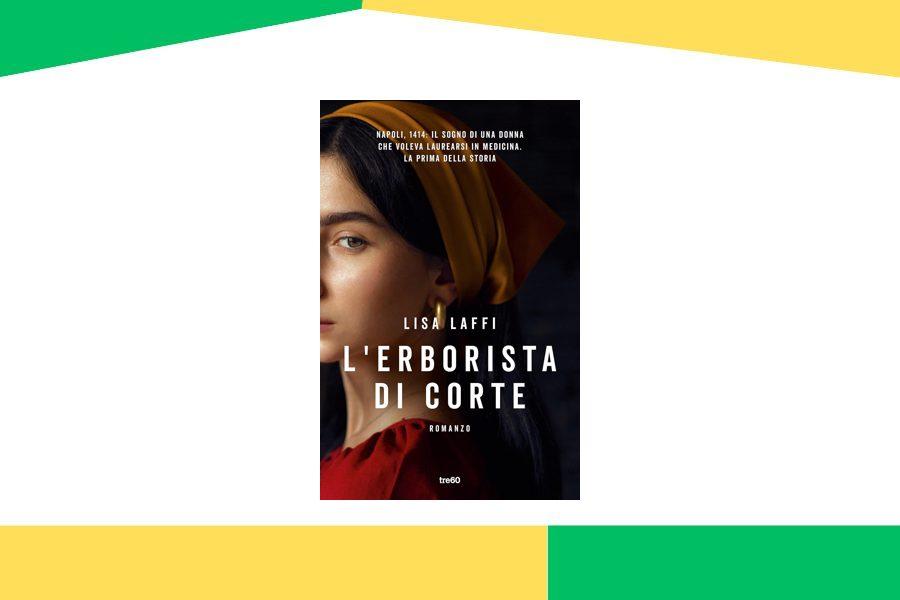 NAPOLI, 1414: IL SOGNO DI UNA DONNA
CHE VOLEVA LAUREARSI IN MEDICINA.
LA PRIMA DELLA STORIA
LISA LAFFI
L'ERBORISTA
DI CORTE
ROMANZO
tre60